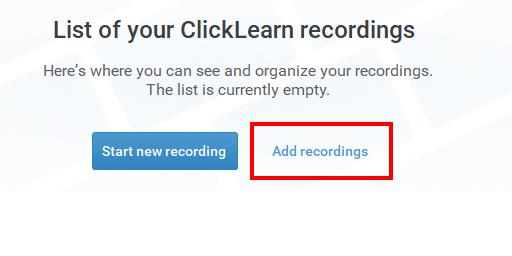 List of your ClickLearn recordings
Here's where you can see and organize your recordings.
The list is currently empty.
Start new recording
Add recordings